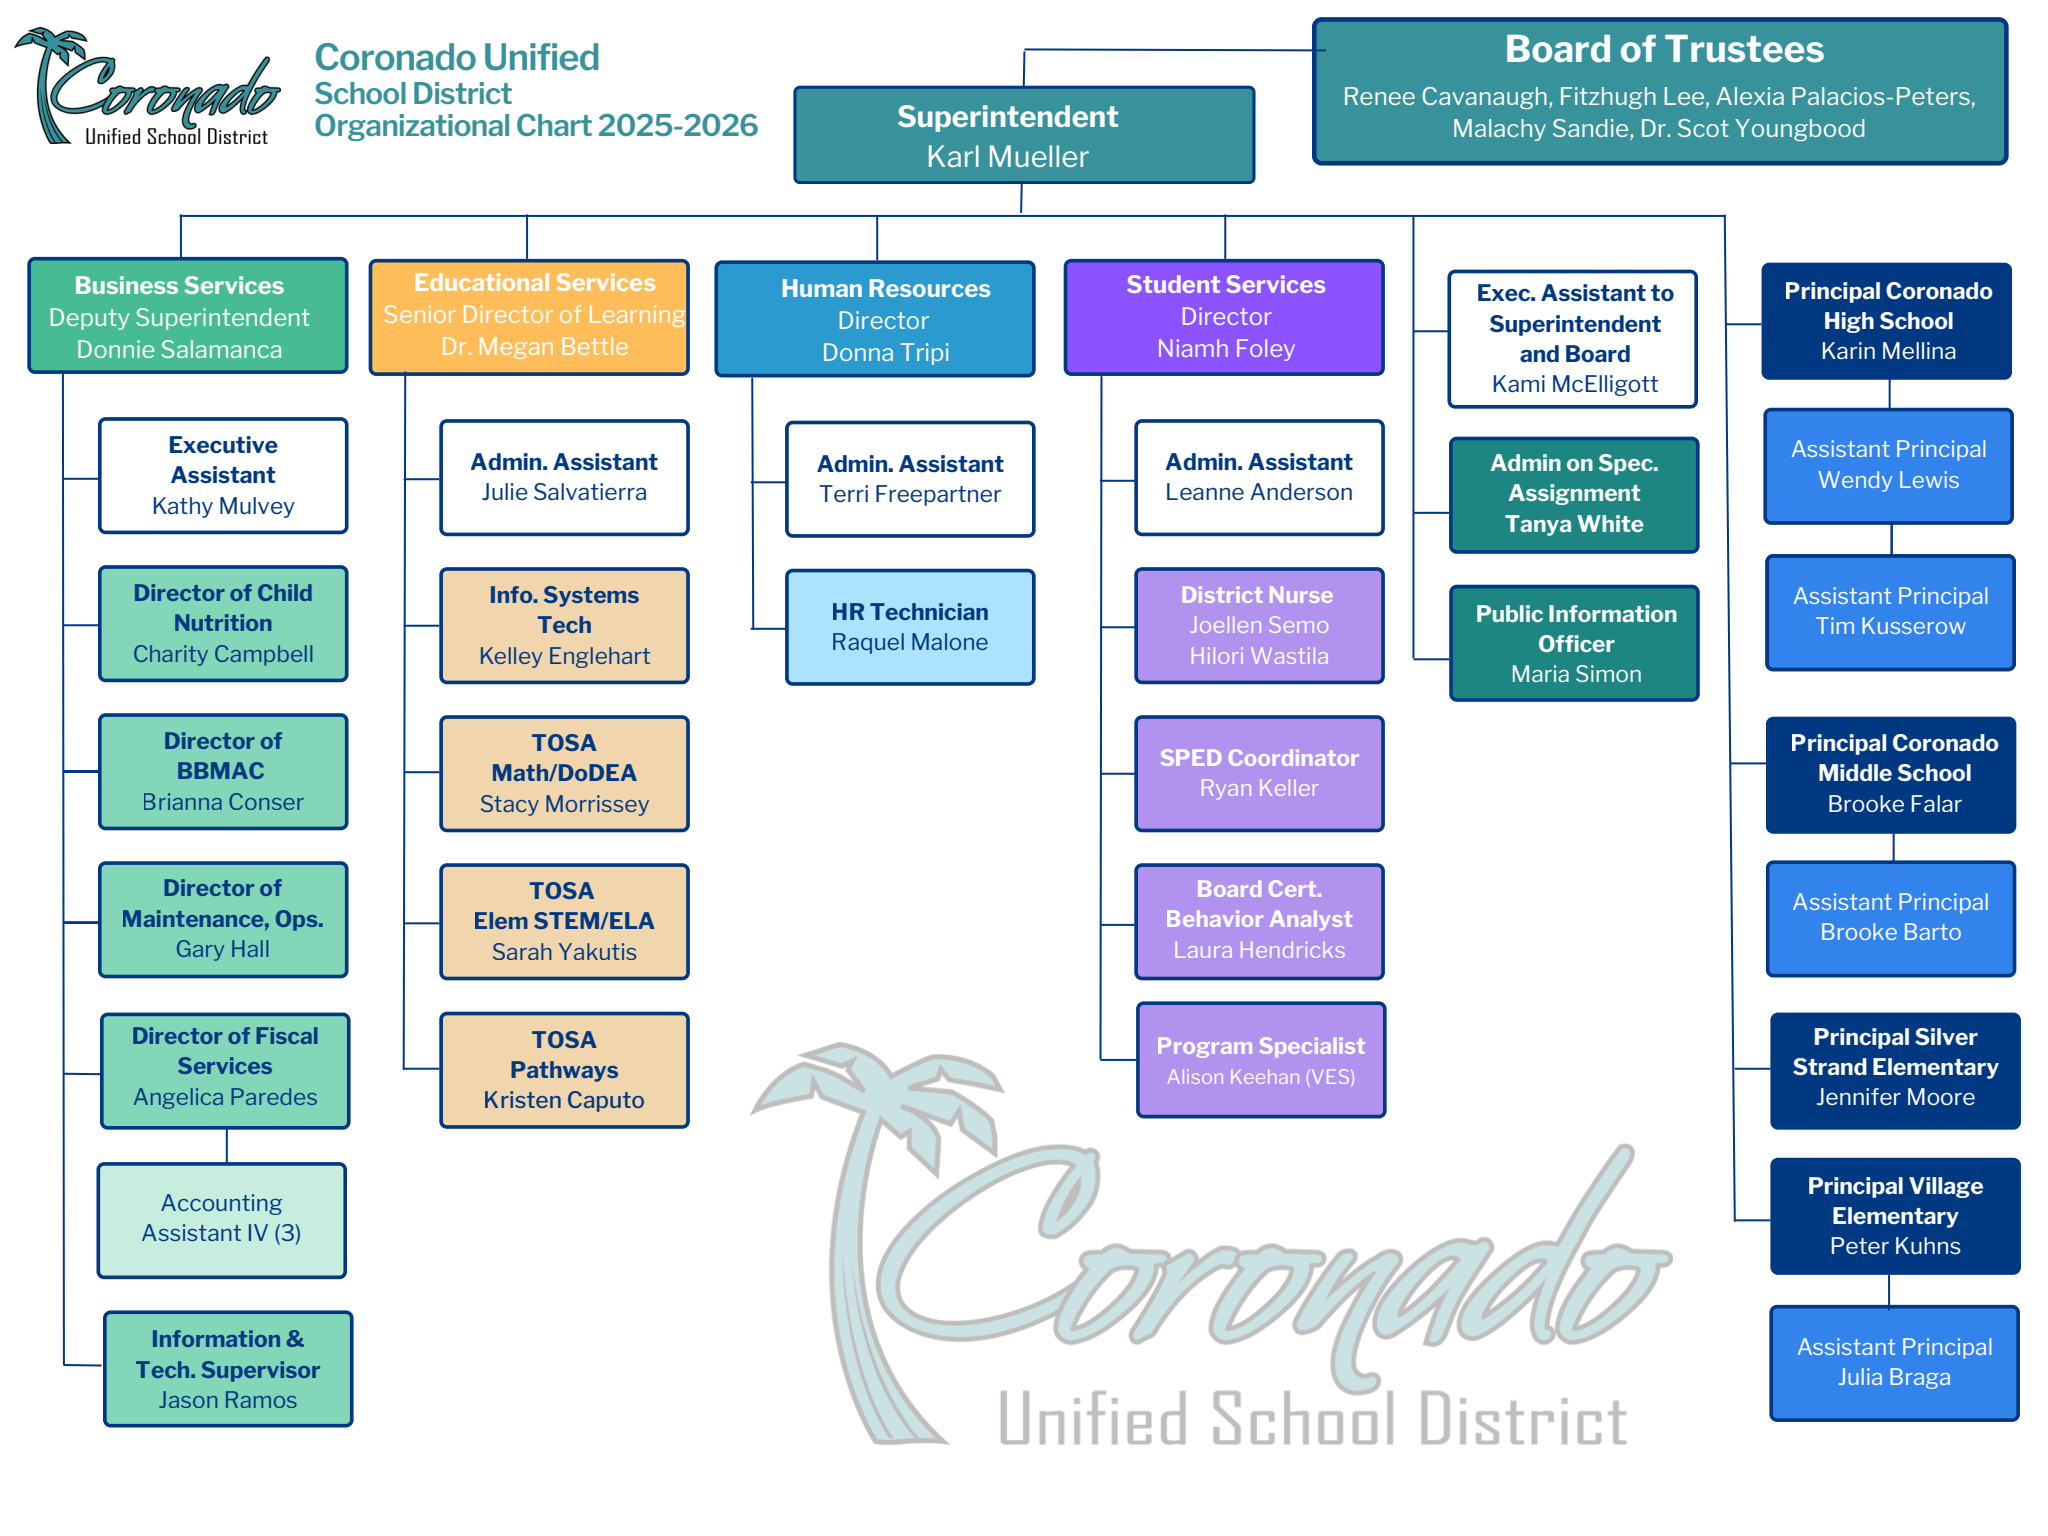 Coronado
Unified School District
Coronado Unified
School District
Organizational Chart 2025-2026
Board of Trustees
Renee Cavanaugh, Fitzhugh Lee, Alexia Palacios-Peters,
Malachy Sandie, Dr. Scot Youngbood
Superintendent
Karl Mueller
Business Services
Deputy Superintendent
Donnie Salamanca
Executive
Assistant
Kathy Mulvey
Director of Child
Nutrition
Charity Campbell
Director of
BBMAC
Brianna Conser
Director of
Maintenance, Ops.
Gary Hall
Director of Fiscal
Services
Angelica Paredes
Accounting
Assistant IV (3)
Information &
Tech. Supervisor
Jason Ramos
Educational Services
Senior Director of Learning
Dr. Megan Bettle
Admin. Assistant
Julie Salvatierra
Info. Systems
Tech
Kelley Englehart
TOSA
Math/DoDEA
Stacy Morrissey
TOSA
Elem STEM/ELA
Sarah Yakutis
TOSA
Pathways
Kristen Caputo
Human Resources
Director
Donna Tripi
Admin. Assistant
Terri Freepartner
HR Technician
Raquel Malone
Student Services
Director
Niamh Foley
Admin. Assistant
Leanne Anderson
District Nurse
Joellen Semo
Hilori Wastila
SPED Coordinator
Ryan Keller
Board Cert.
Behavior Analyst
Laura Hendricks
Program Specialist
Alison Keehan (VES)
Exec. Assistant to
Superintendent
and Board
Kami McElligott
Admin on Spec.
Assignment
Tanya White
Public Information
Officer
Maria Simon
Principal Coronado
High School
Karin Mellina
Assistant Principal
Wendy Lewis
Assistant Principal
Tim Kusserow
Principal Coronado
Middle School
Brooke Falar
Assistant Principal
Brooke Barto
Principal Silver
Strand Elementary
Jennifer Moore
Principal Village
Elementary
Peter Kuhns
Assistant Principal
Julia Braga
Coronado
Unified School District